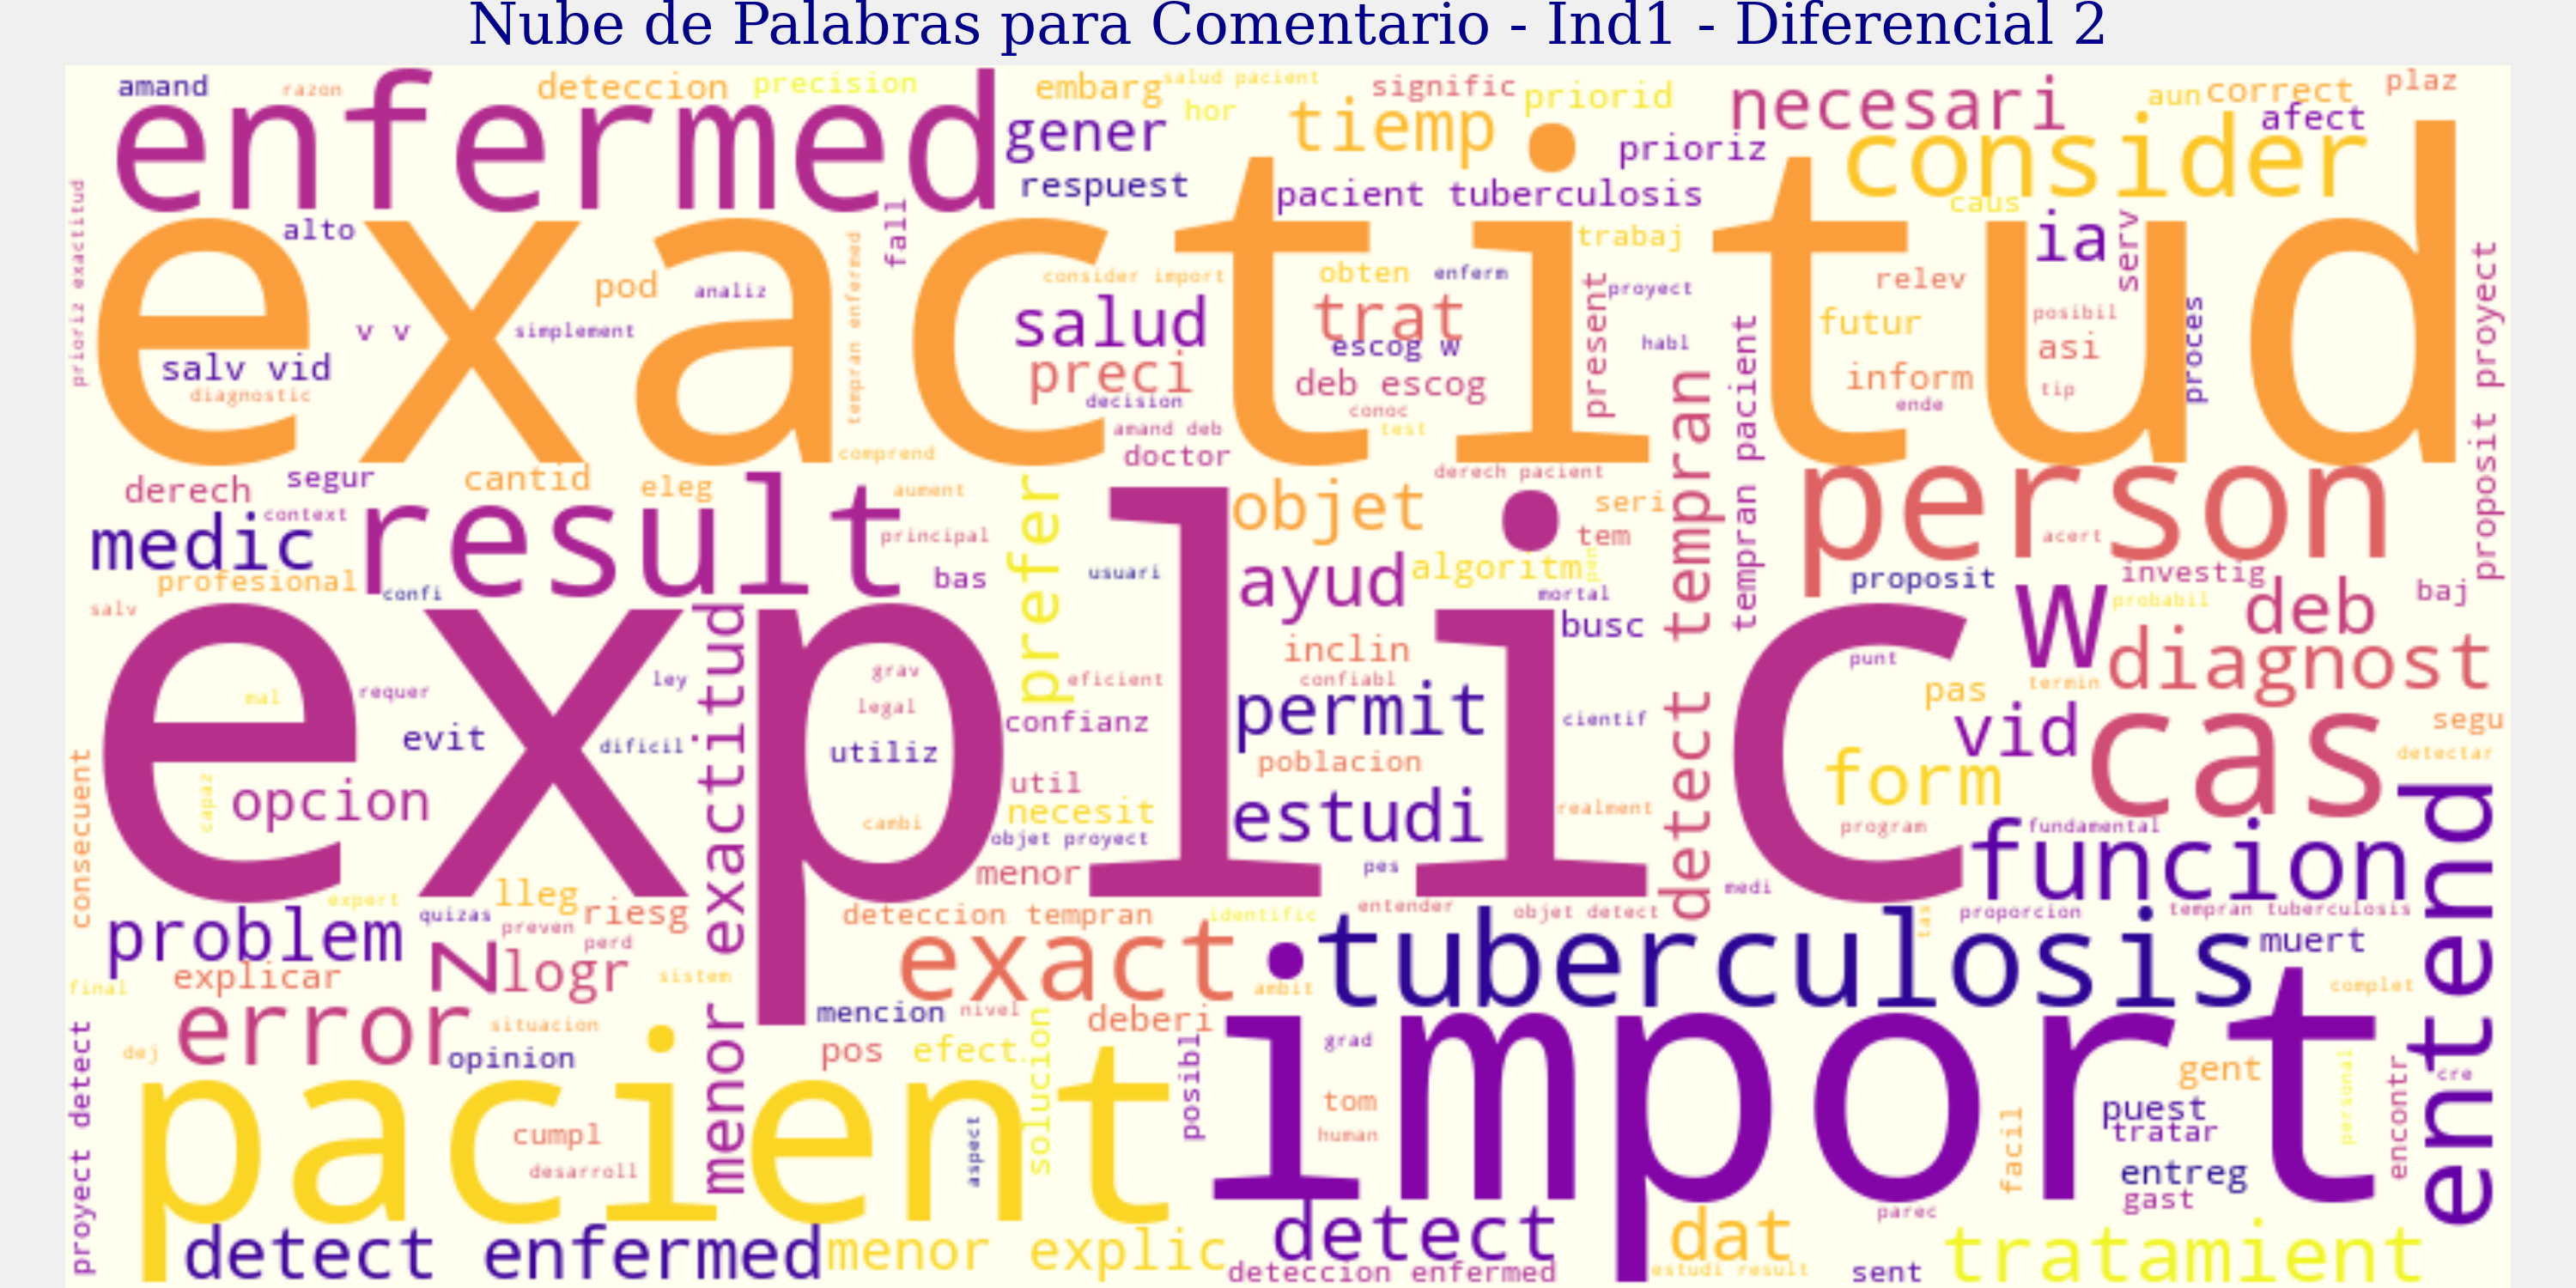 Nube de Palabras para Comentario - Ind1 - Diferencial 2
amand
razon
deteccion
precision
embarg
salud pacient
hor
signific
priorid
necesari
aun
correct
plaz
afect
enfermed
gener
tiemp
prioriz
consider
respuest
pacient tuberculosis
caus
prioriz exactitud
alto
fall
exactitud
trabaj
ia
serv
pod
analiz
tempran enfermed
consider import
obten
enferm
present
proyect
relev
v v
simplement
salud
trat
escog w
habl
futur
posibil
asi
proces
proposit proyect
salv vid
diagnostic
preci
decision
deb escog
conoc
test
inform
ende
tip
tempran pacient
detect tempran
amand deb
doctor
comprend
derech
segur
cantid
eleg
aument
derech pacient
context
medic
result
principal
prefer
objet
seri
tem
person
acert
profesional
confi
bas
usuari
ayud
algoritm
pen
mortal
proposit
investig
baj
salv
probabil
W
deb
busc
explic
menor exactitud
grav
ley
eficient
inclin
confiabl
punt
diagnost
mal
requer
legal
permit
cientif
pas
termin
evit
dificil
utiliz
confianz
vid
cas
segu
detectar
consecuent
capaz
opcion
util
necesit
poblacion
form
cambi
objet proyect
estudi
realment
program
fundamental
menor
pes
medi
funcion
entend
expert
lleg
riesg
quizas
preven
perd
deteccion tempran
identific
entender
objet detect
tas
proporcion
tempran tuberculosis
problem
N
logr
exact
tuberculosis
muert
explicar
sistem
ambit
final
complet
error
situacion
mencion
nivel
deberi
solucion
import
dej
opinion
pos
efect
posibl
grad
gent
personal
encontr
cre
proyect detect
pacient
cumpl
desarroll
aspect
tom
human
facil
puest
tratar
entreg
gast
parec
detect enfermed
menor explic
detect
dat
tratamient
deteccion enfermed
estudi result
sent